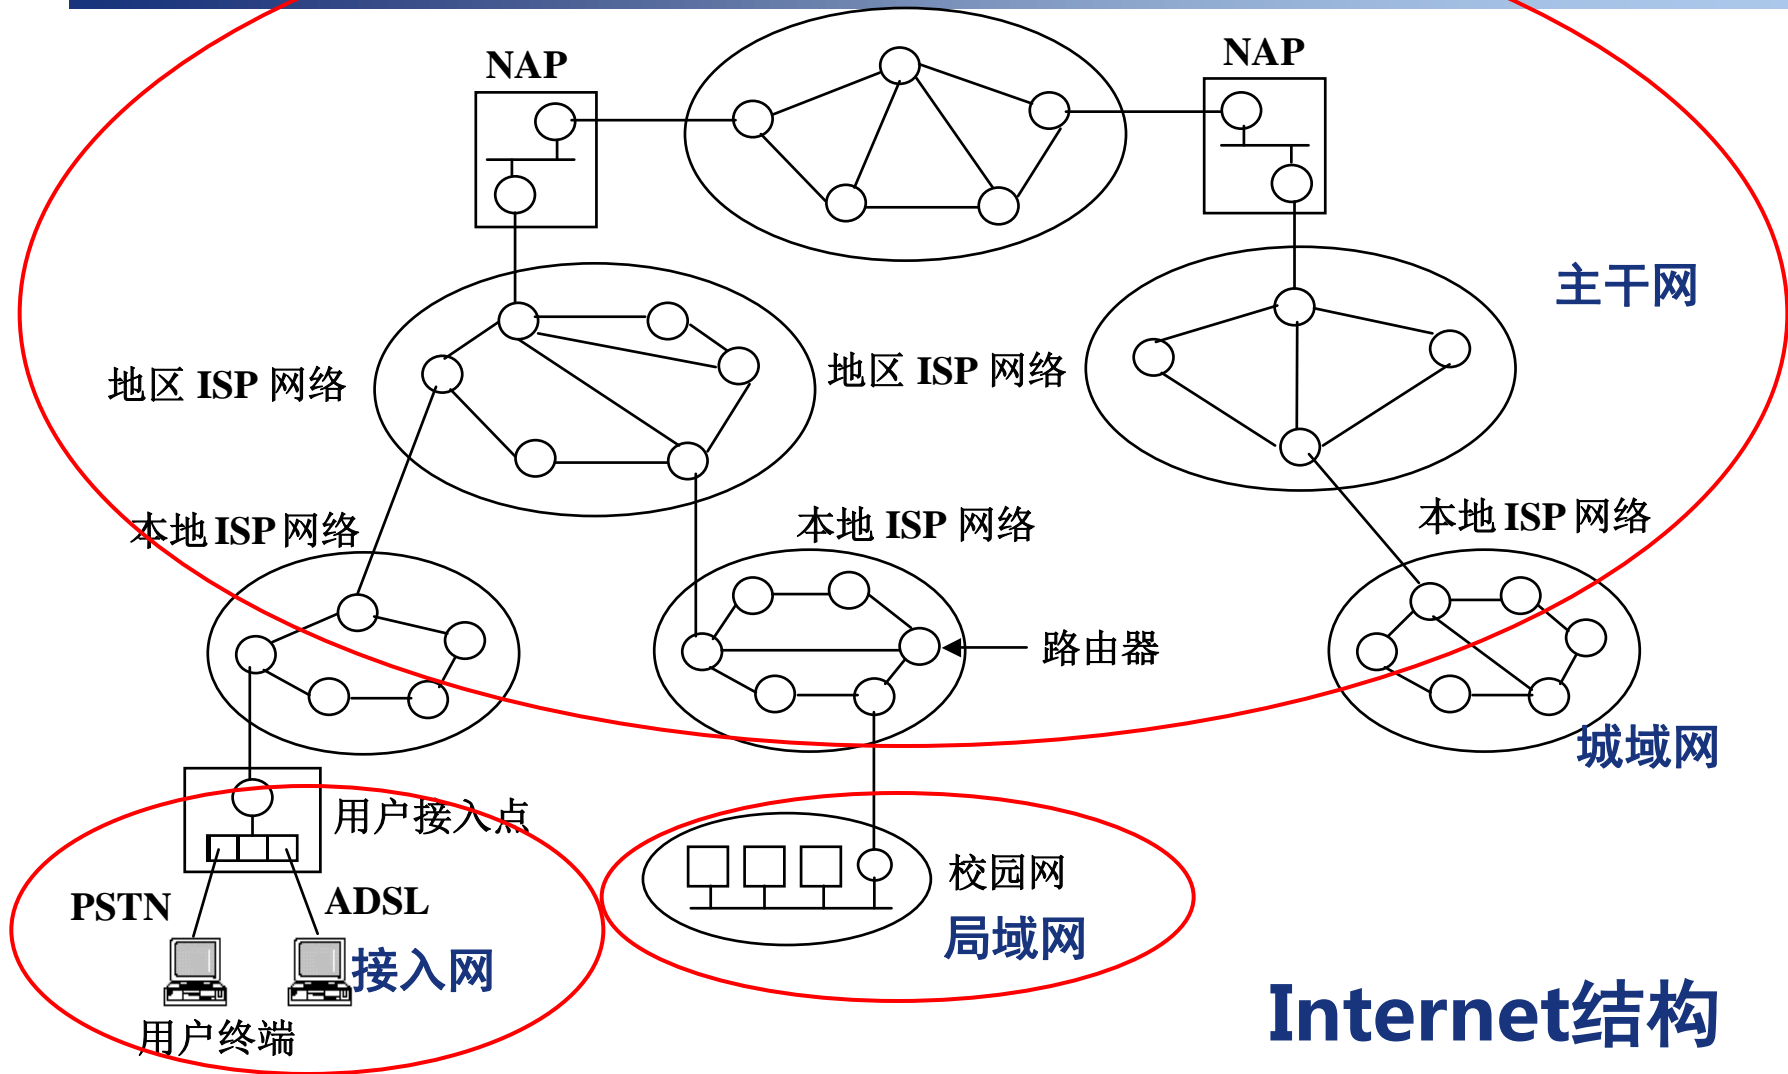 NAP
NAP
主干网
地区 ISP 网络
地区 ISP 网络
本地 ISP 网络
本地 ISP 网络
本地 ISP 网络
路由器
城域网
用户接入点
PSTN
ADSL
接入网
用户终端
校园网
局域网
Internet结构